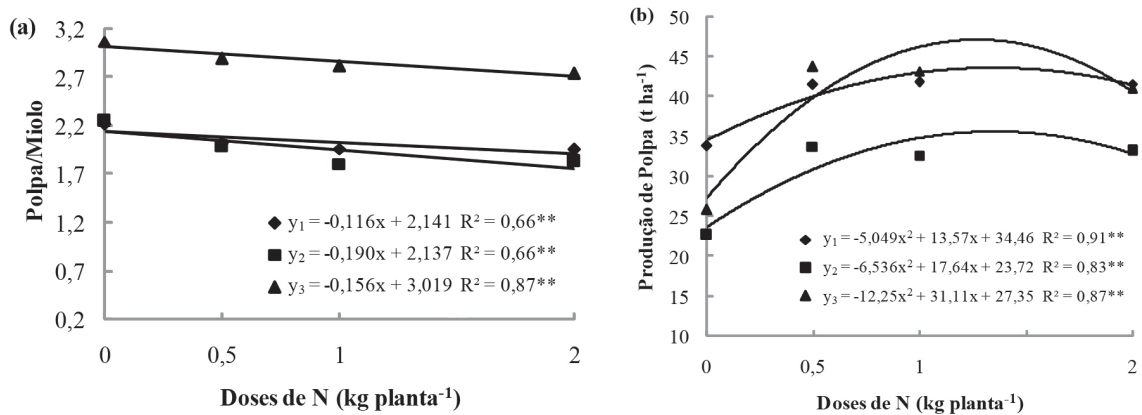 (a)
Polpa/Miolo
3,2
2,7
2,2
1,7
1,2
0,7
0,2
y₁ = -0,116x + 2,141 R² = 0,66**
y₂ = -0,190x + 2,137 R² = 0,66**
y₃ = -0,156x + 3,019 R² = 0,87**
0 0,5 1 2
Doses de N (kg planta⁻¹)
(b)
Produção de Polpa (t ha⁻¹)
50
45
40
35
30
25
20
15
10
y₁ = -5,049x² + 13,57x + 34,46 R² = 0,91**
y₂ = -6,536x² + 17,64x + 23,72 R² = 0,83**
y₃ = -12,25x² + 31,11x + 27,35 R² = 0,87**
0 0,5 1 2
Doses de N (kg planta⁻¹)